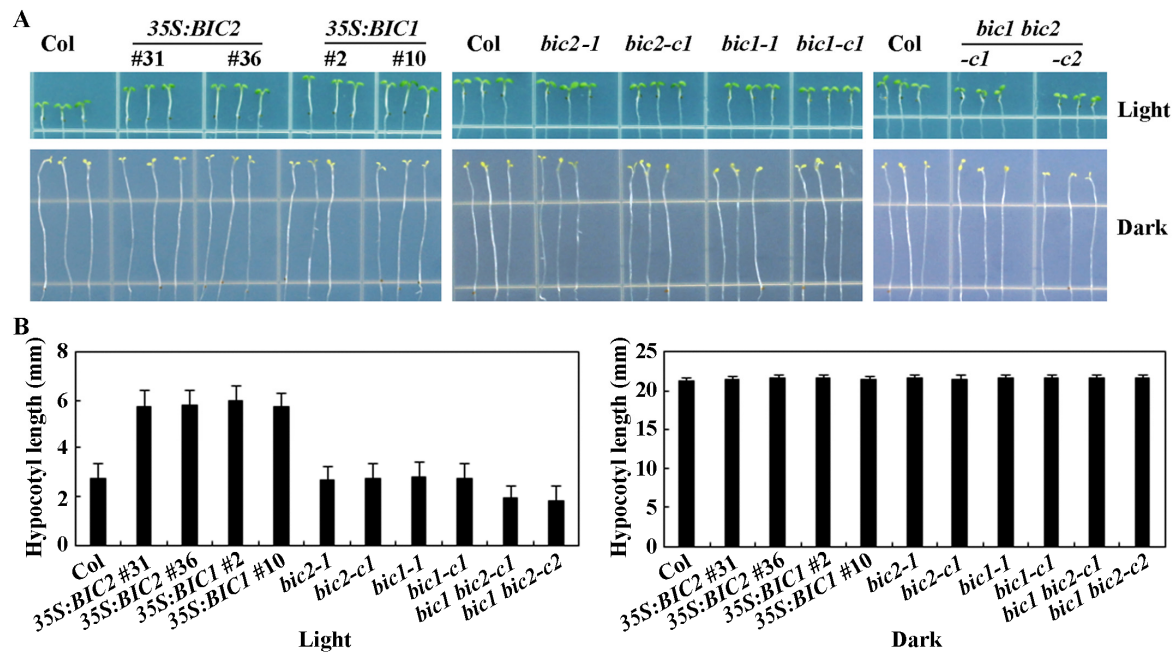 A
Col 35S:BIC2 #31 #36 35S:BIC1 #2 #10
Col bic2-1 bic2-c1 bic1-1 bic1-c1
Col bic1 bic2 -c1 -c2
Light
Dark
B
Hypocotyl length (mm)
8
6
4
2
0
Col
35S:BIC2 #31
35S:BIC2 #36
35S:BIC1 #2
35S:BIC1 #10
bic2-1
bic2-c1
bic1-1
bic1-c1
bic1 bic2-c1
bic1 bic2-c2
Light
Hypocotyl length (mm)
25
20
15
10
5
0
Col
35S:BIC2 #31
35S:BIC2 #36
35S:BIC1 #2
35S:BIC1 #10
bic2-1
bic2-c1
bic1-1
bic1-c1
bic1 bic2-c1
bic1 bic2-c2
Dark